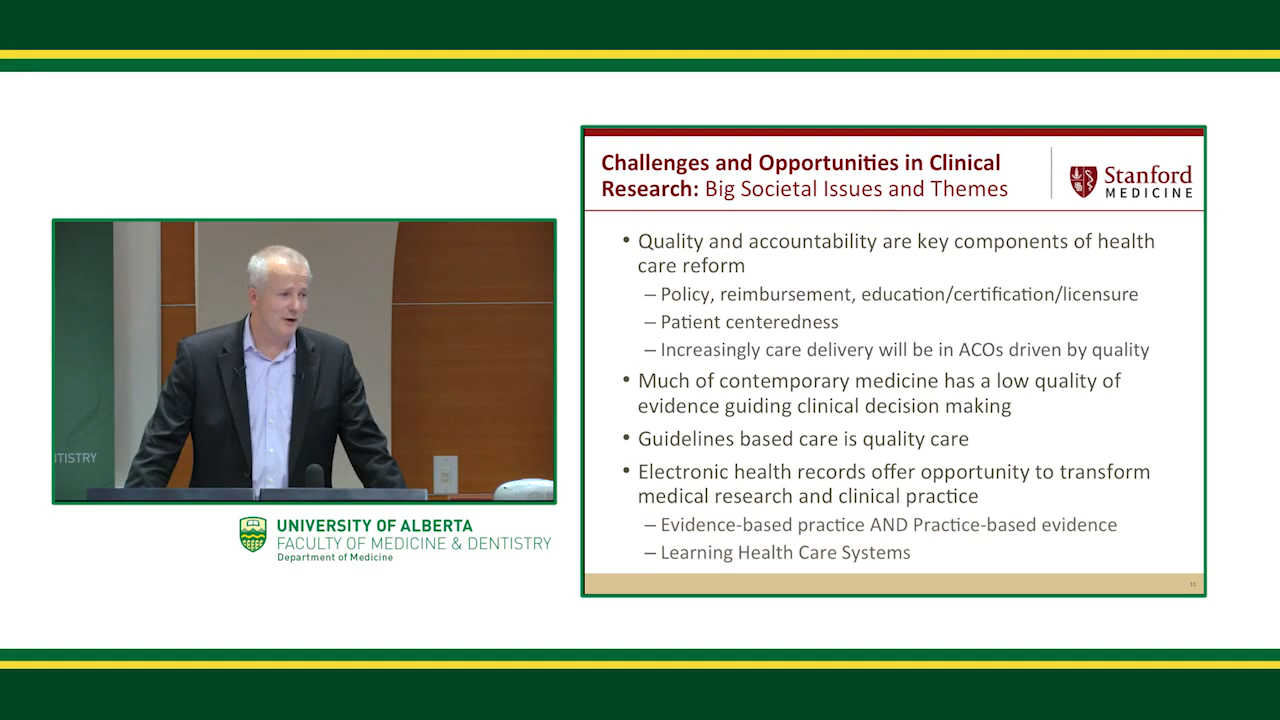 Challenges and Opportunities in Clinical
Research: Big Societal Issues and Themes
Stanford
MEDICINE
• Quality and accountability are key components of health
care reform
– Policy, reimbursement, education/certification/licensure
– Patient centeredness
– Increasingly care delivery will be in ACOs driven by quality
• Much of contemporary medicine has a low quality of
evidence guiding clinical decision making
• Guidelines based care is quality care
• Electronic health records offer opportunity to transform
medical research and clinical practice
– Evidence-based practice AND Practice-based evidence
– Learning Health Care Systems
11
NTISTRY
UNIVERSITY OF ALBERTA
FACULTY OF MEDICINE & DENTISTRY
Department of Medicine